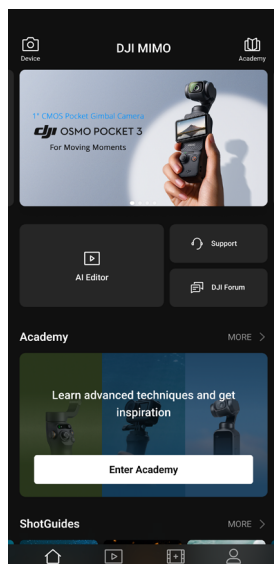 DJI MIMO
Device
Academy
1" CMOS Pocket Gimbal Camera
dji OSMO POCKET 3
For Moving Moments
AI Editor
Support
DJI Forum
Academy
MORE
Learn advanced techniques and get
inspiration
Enter Academy
ShotGuides
MORE